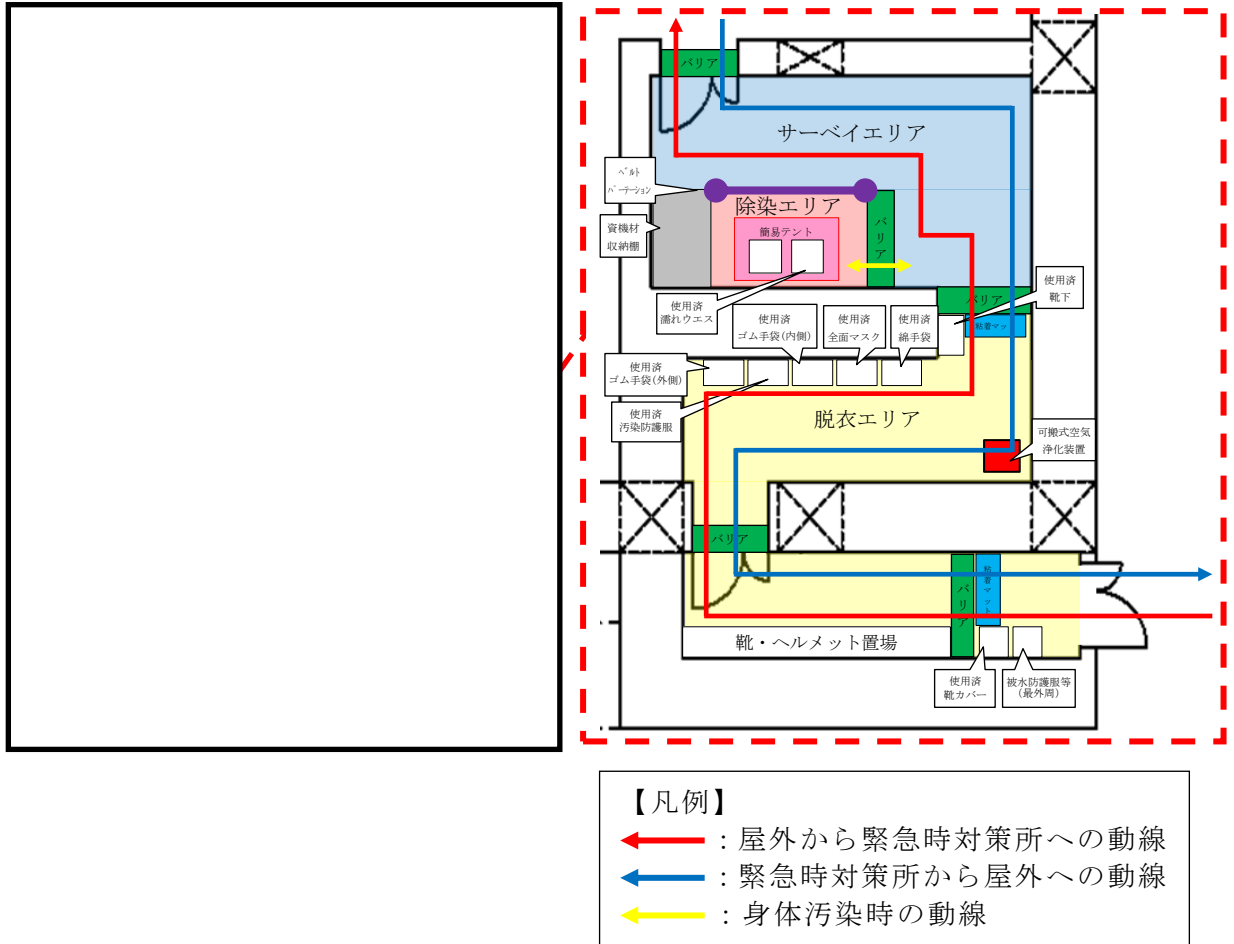 バリア
サーベイエリア
ベルト
パーテーション
除染エリア
簡易テント
バリア
資機材
収納棚
使用済
濡れウエス
使用済
ゴム手袋(内側)
使用済
全面マスク
使用済
綿手袋
バリア
使用済
靴下
粘着マッ
使用済
ゴム手袋(外側)
使用済
汚染防護服
脱衣エリア
可搬式空気
浄化装置
バリア
バリア
粘着マット
靴・ヘルメット置場
使用済
靴カバー
被水防護服等
(最外周)
【凡例】
：屋外から緊急時対策所への動線
：緊急時対策所から屋外への動線
：身体汚染時の動線